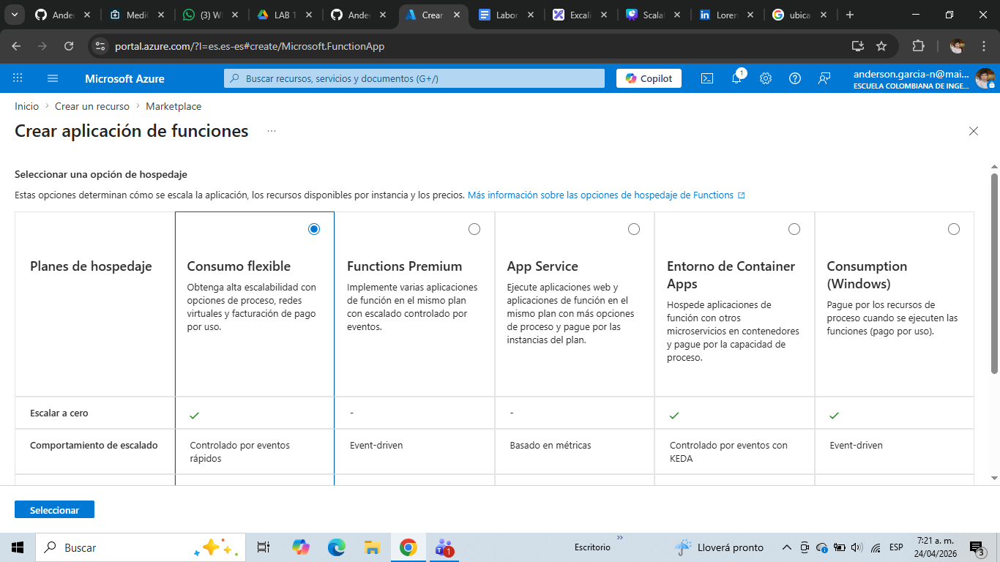 Ander
MediC
(3) W
LAB 1
Ander
Crear
Labor
Excali
Scalal
Loren
ubica
portal.azure.com/?l=es.es-es#create/Microsoft.FunctionApp
Microsoft Azure
Buscar recursos, servicios y documentos (G+/)
Copilot
1
anderson.garcia-n@mai...
ESCUELA COLOMBIANA DE INGE...
Inicio > Crear un recurso > Marketplace
Crear aplicación de funciones ...
Seleccionar una opción de hospedaje
Estas opciones determinan cómo se escala la aplicación, los recursos disponibles por instancia y los precios. Más información sobre las opciones de hospedaje de Functions
Planes de hospedaje
Consumo flexible
Obtenga alta escalabilidad con
opciones de proceso, redes
virtuales y facturación de pago
por uso.
Functions Premium
Implemente varias aplicaciones
de función en el mismo plan
con escalado controlado por
eventos.
App Service
Ejecute aplicaciones web y
aplicaciones de función en el
mismo plan con más opciones
de proceso y pague por las
instancias del plan.
Entorno de Container
Apps
Hospede aplicaciones de
función con otros
microservicios en contenedores
y pague por la capacidad de
proceso.
Consumption
(Windows)
Pague por los recursos de
proceso cuando se ejecuten las
funciones (pago por uso).
Escalar a cero
-
-
Comportamiento de escalado
Controlado por eventos
rápidos
Event-driven
Basado en métricas
Controlado por eventos con
KEDA
Event-driven
Seleccionar
Buscar
1
Escritorio
Lloverá pronto
ESP
7:21 a. m.
24/04/2026
3